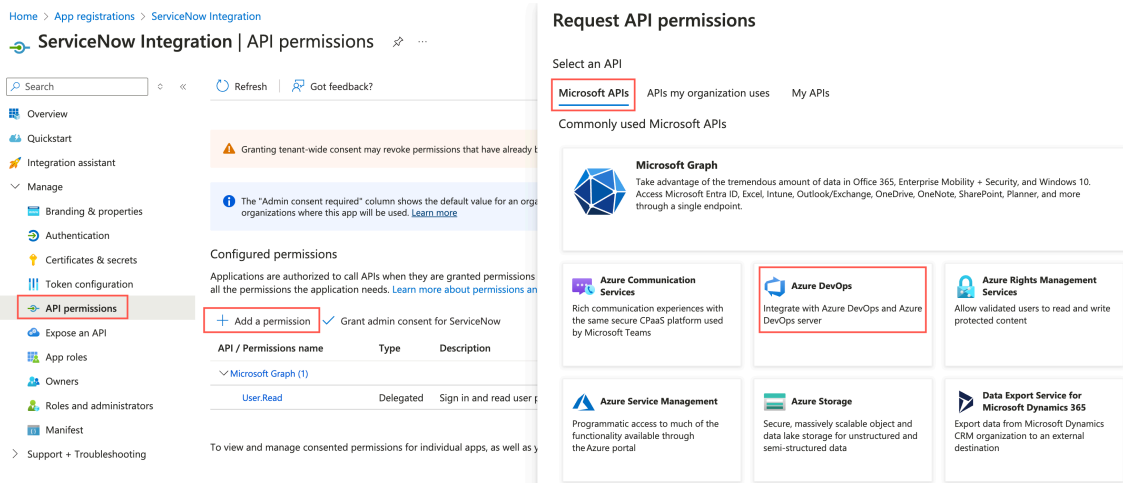 Home > App registrations > ServiceNow Integration
ServiceNow Integration | API permissions
Search
Refresh
Got feedback?
Overview
Quickstart
Integration assistant
Manage
Branding & properties
Authentication
Certificates & secrets
Token configuration
API permissions
Expose an API
App roles
Owners
Roles and administrators
Manifest
Support + Troubleshooting
Granting tenant-wide consent may revoke permissions that have already
The "Admin consent required" column shows the default value for an
organizations where this app will be used. Learn more
Configured permissions
Applications are authorized to call APIs when they are granted permissions
all the permissions the application needs. Learn more about permissions
Add a permission
Grant admin consent for ServiceNow
API / Permissions name Type Description
Microsoft Graph (1)
User.Read Delegated Sign in and read user
To view and manage consented permissions for individual apps, as well as
Request API permissions
Select an API
Microsoft APIs
APIs my organization uses
My APIs
Commonly used Microsoft APIs
Microsoft Graph
Take advantage of the tremendous amount of data in Office 365, Enterprise Mobility + Security, and Windows 10.
Access Microsoft Entra ID, Excel, Intune, Outlook/Exchange, OneDrive, OneNote, SharePoint, Planner, and more
through a single endpoint.
Azure Communication
Services
Rich communication experiences with
the same secure CPaaS platform used
by Microsoft Teams
Azure DevOps
Integrate with Azure DevOps and Azure
DevOps server
Azure Rights Management
Services
Allow validated users to read and write
protected content
Azure Service Management
Programmatic access to much of the
functionality available through
the Azure portal
Azure Storage
Secure, massively scalable object and
data lake storage for unstructured and
semi-structured data
Data Export Service for
Microsoft Dynamics 365
Export data from Microsoft Dynamics
CRM organization to an external
destination